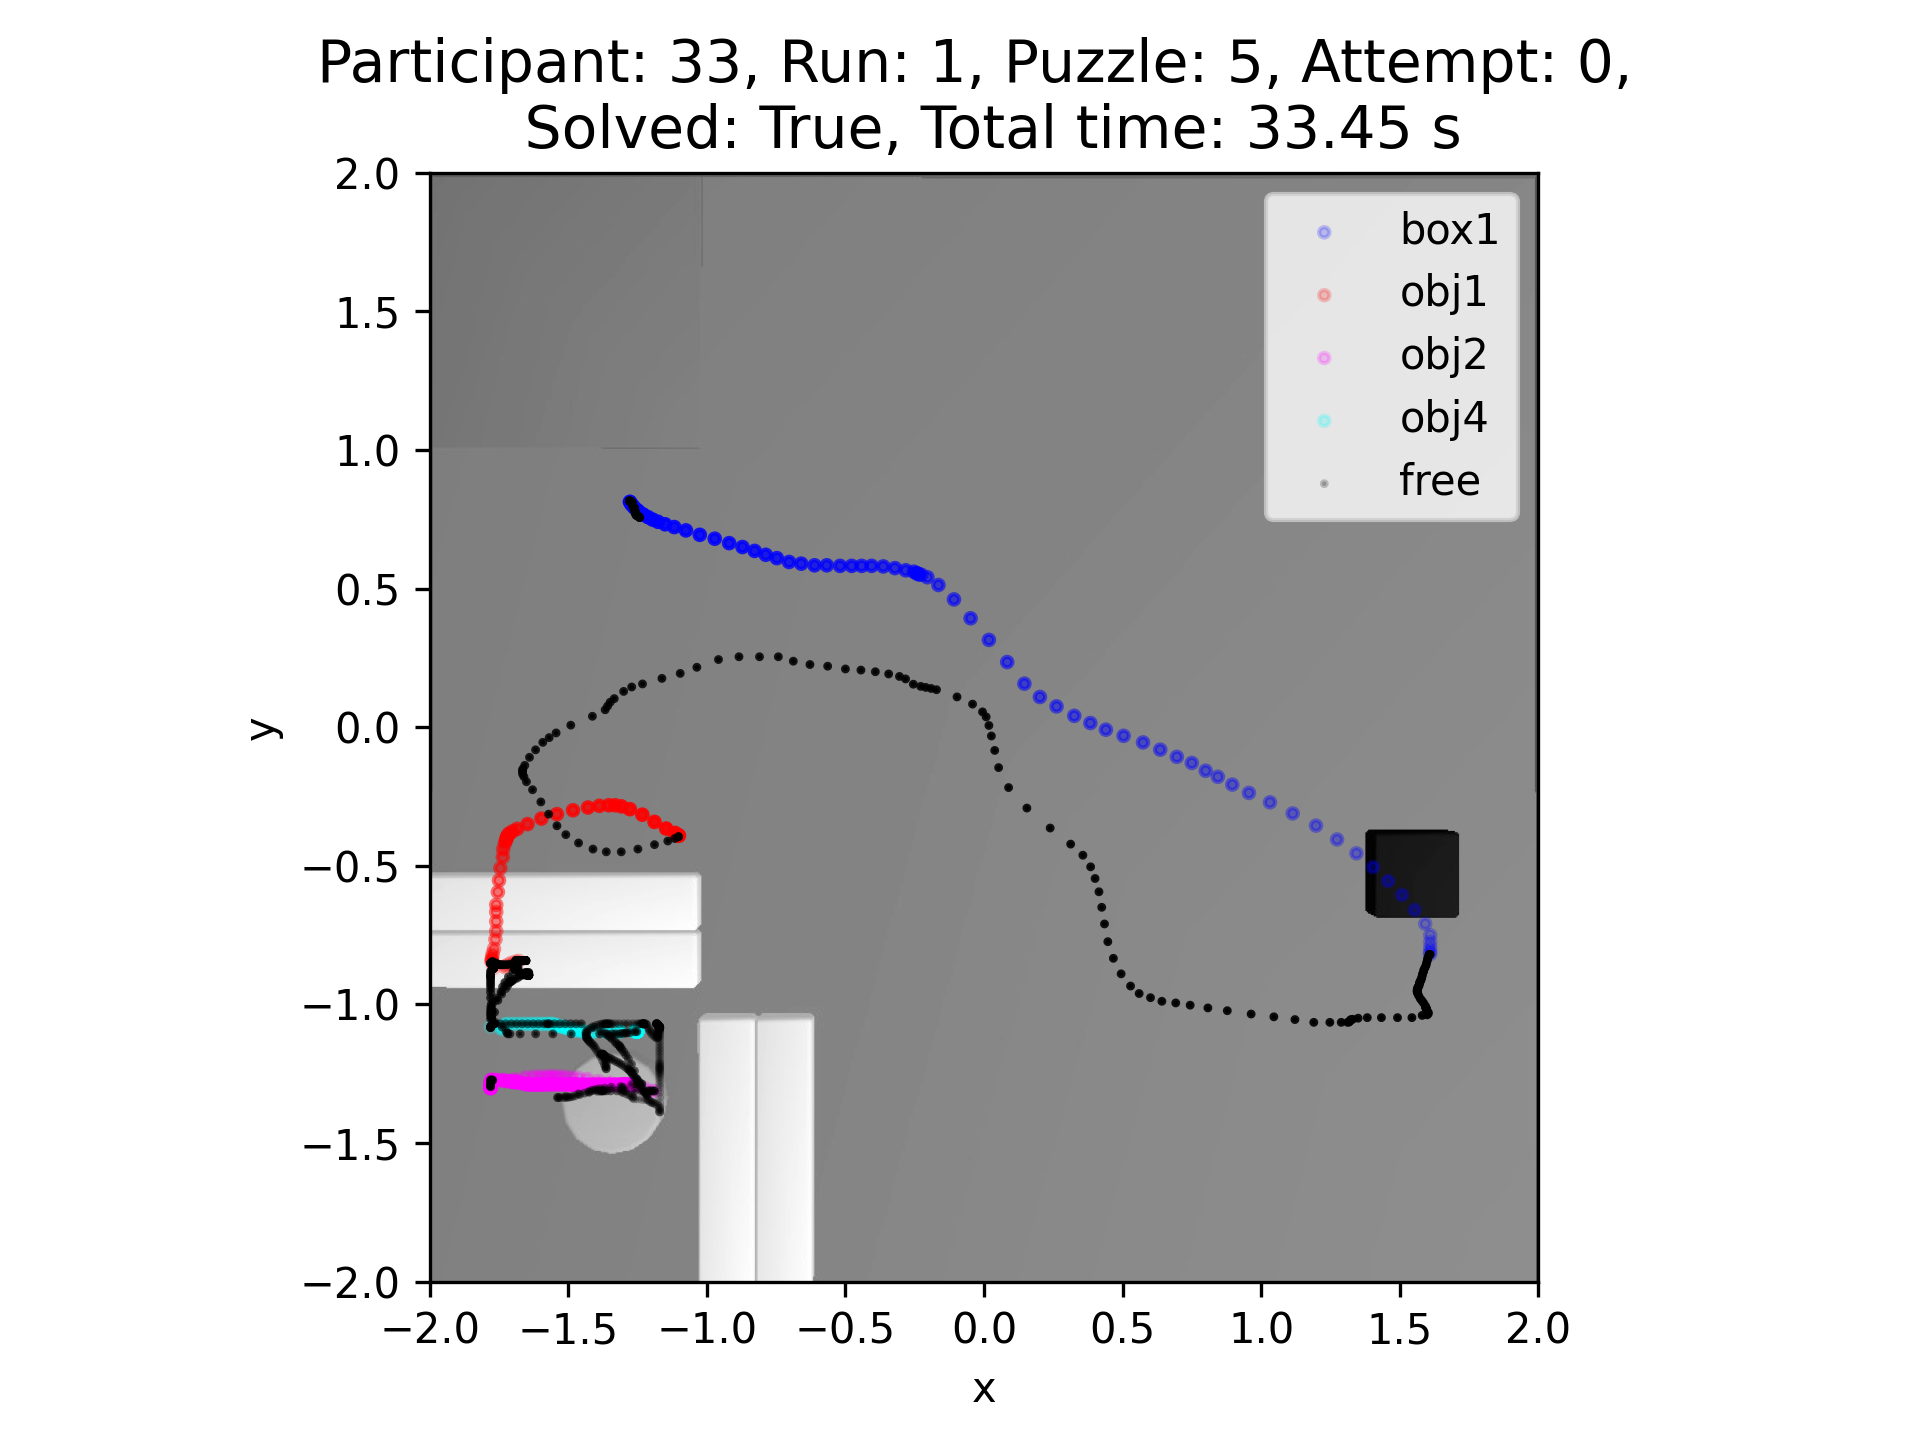 Participant: 33, Run: 1, Puzzle: 5, Attempt: 0,
Solved: True, Total time: 33.45 s
2.0
1.5
1.0
0.5
0.0
−0.5
−1.0
−1.5
−2.0
y
box1
obj1
obj2
obj4
free
−2.0 −1.5 −1.0 −0.5 0.0 0.5 1.0 1.5 2.0
x